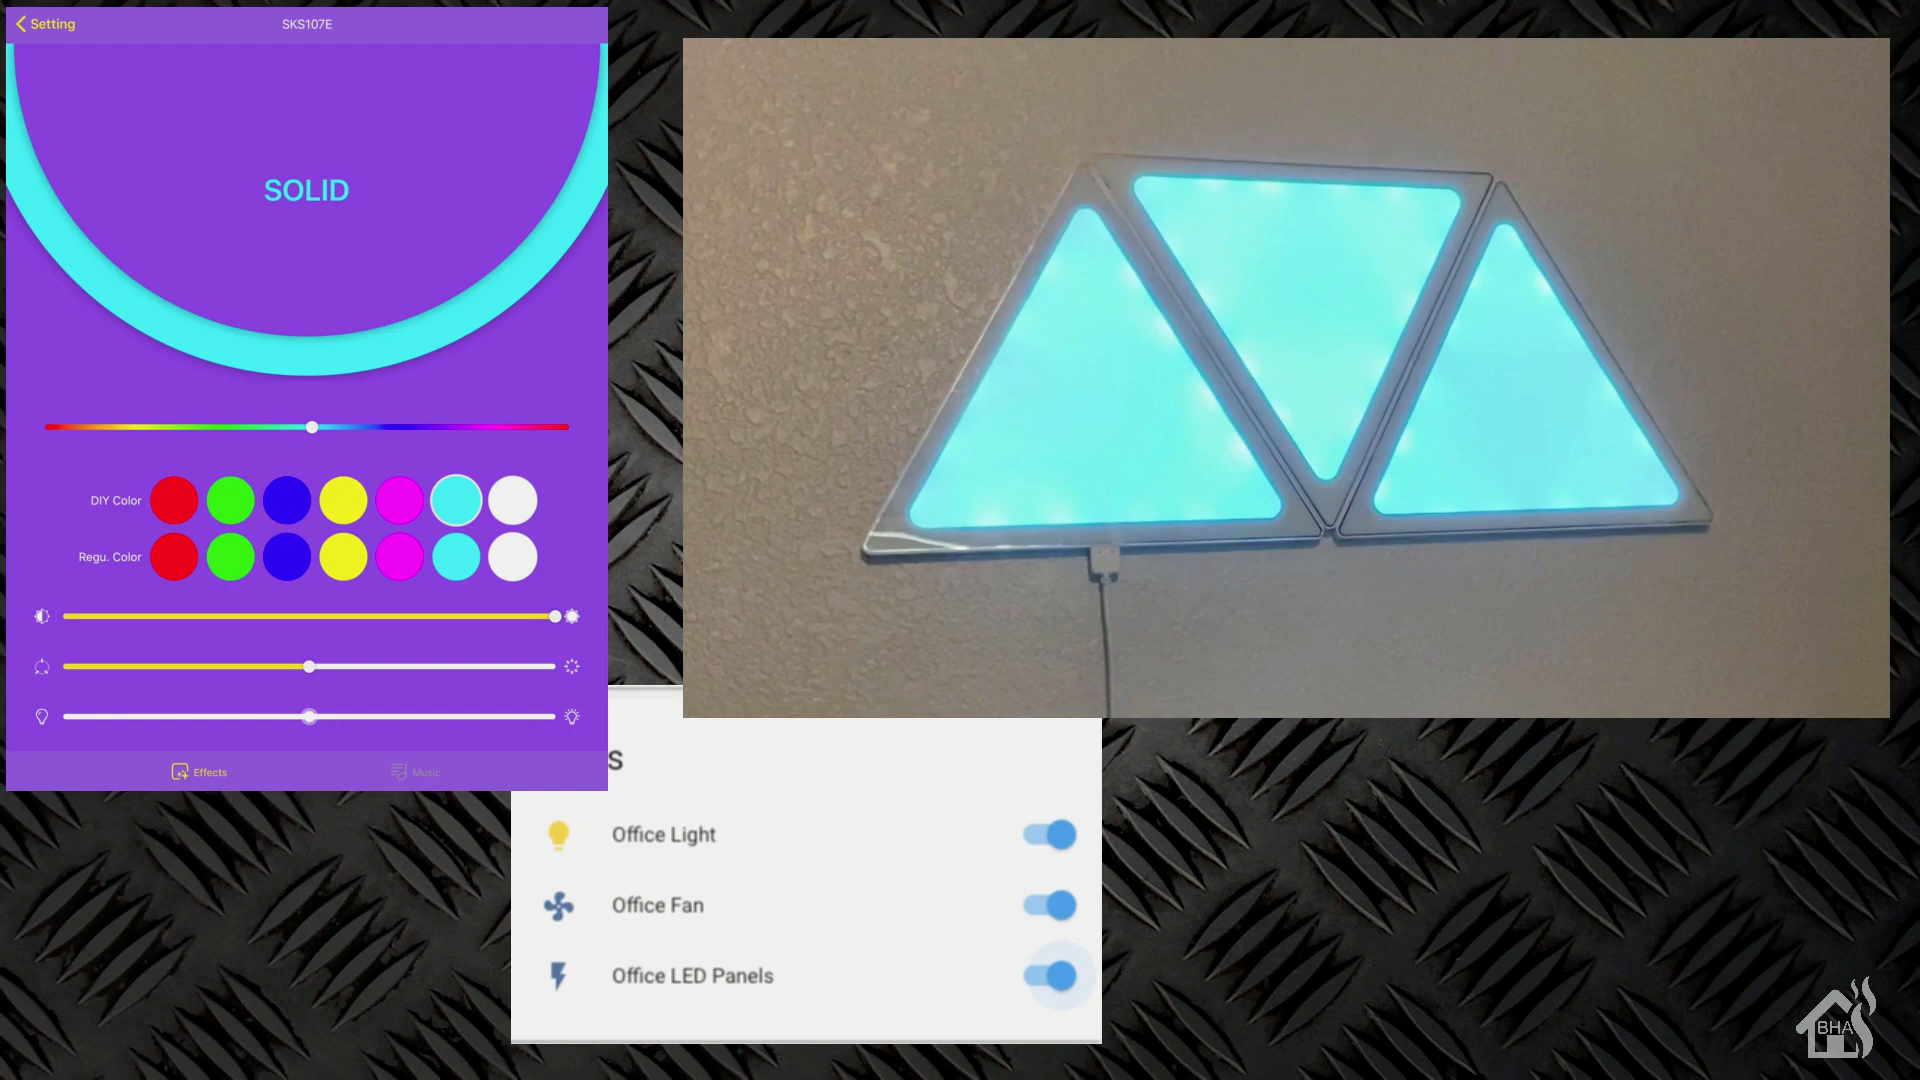 Setting
SKS107E
SOLID
DIY Color
Regu. Color
Effects
Music
s
Office Light
Office Fan
Office LED Panels
BHA